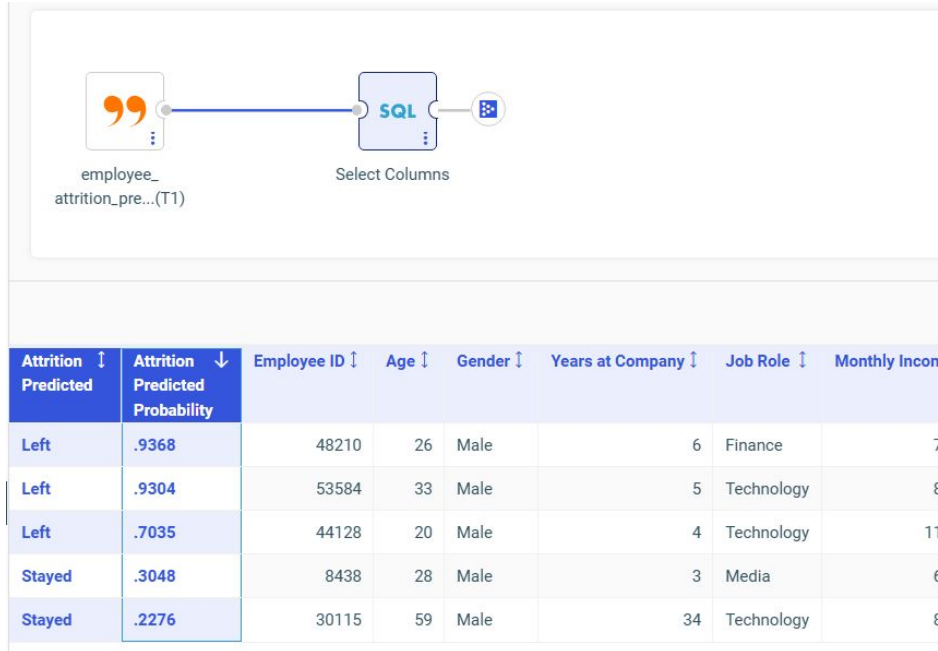 SQL
employee_
attrition_pre...(T1)
Select Columns
Attrition Predicted Attrition Predicted Probability Employee ID Age Gender Years at Company Job Role Monthly
Left .9368 48210 26 Male 6 Finance
Left .9304 53584 33 Male 5 Technology
Left .7035 44128 20 Male 4 Technology
Stayed .3048 8438 28 Male 3 Media
Stayed .2276 30115 59 Male 34 Technology